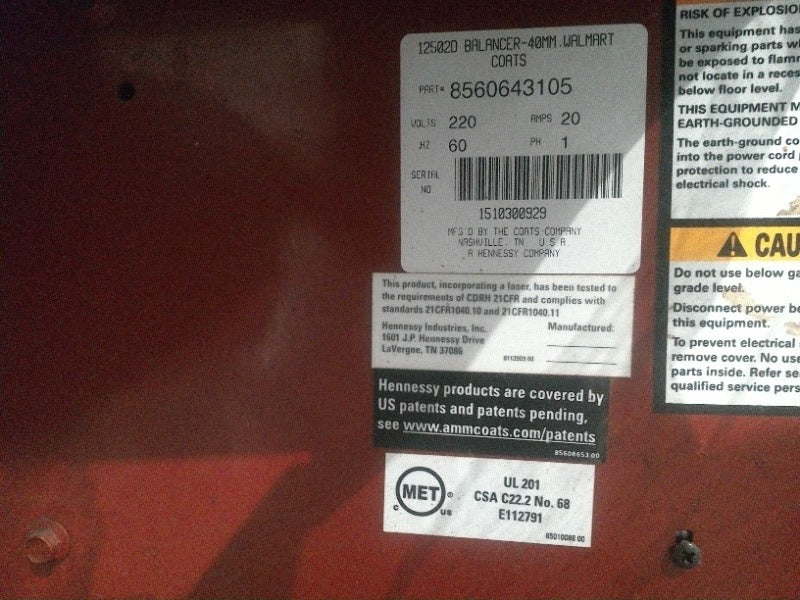 12502D BALANCER-40MM.WALMART
COATS
PART# 8560643105
VOLTS 220 AMPS 20
HZ 60 PH 1
SERIAL
NO
1510300929
MFG D BY THE COATS COMPANY
NASHVILLE, TN U S A
A HENNESSY COMPANY
This product, incorporating a laser, has been tested to
the requirements of CDRH 21CFR and complies with
standards 21CFR1040.10 and 21CFR1040.11
Hennessy Industries, Inc. Manufactured:
1601 J.P. Hennessy Drive
LaVergne, TN 37086
Hennessy products are covered by
US patents and patents pending,
see www.ammcoats.com/patents
85608653 00
MET ®
C US
UL 201
CSA C22.2 No. 68
E112791
85010088 00
RISK OF EXPLOSIO
This equipment has
or sparking parts wh
be exposed to flamm
not locate in a reces
below floor level.
THIS EQUIPMENT M
EARTH-GROUNDED
The earth-ground co
into the power cord
protection to reduce
electrical shock.
CAU
Do not use below ga
grade level.
Disconnect power be
this equipment.
To prevent electrical
remove cover. No use
parts inside. Refer se
qualified service pers